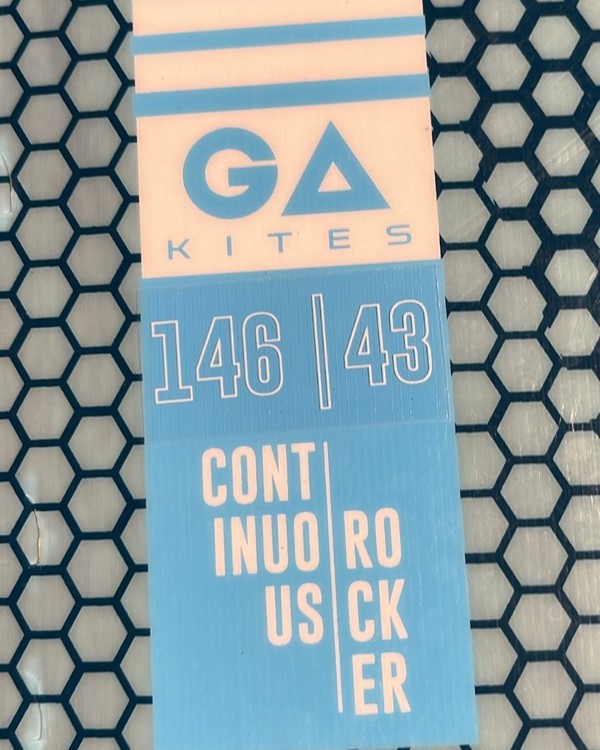 GA
KITES
146 | 43
CONT
INUO
US
RO
CK
ER